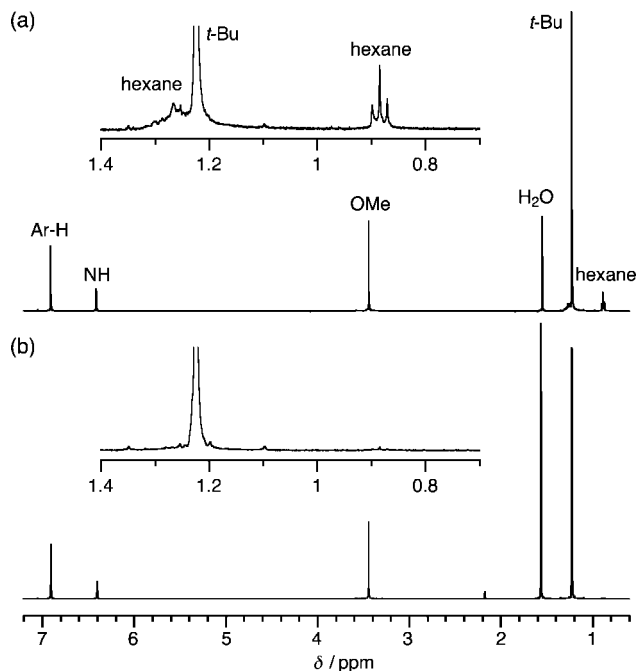 (a)
t-Bu
t-Bu
hexane
hexane
1.4 1.2 1 0.8
H2O
OMe
Ar-H
NH
hexane
(b)
1.4 1.2 1 0.8
7 6 5 4 3 2 1
δ / ppm